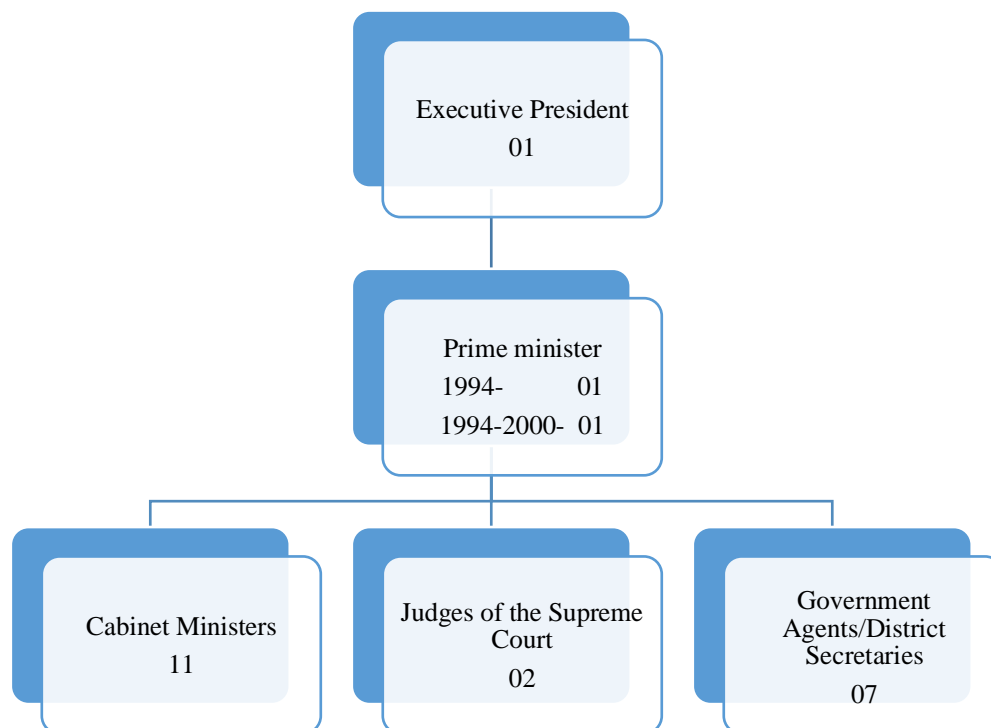 Executive President
01
Prime minister
1994- 01
1994-2000- 01
Cabinet Ministers
11
Judges of the Supreme
Court
02
Government
Agents/District
Secretaries
07